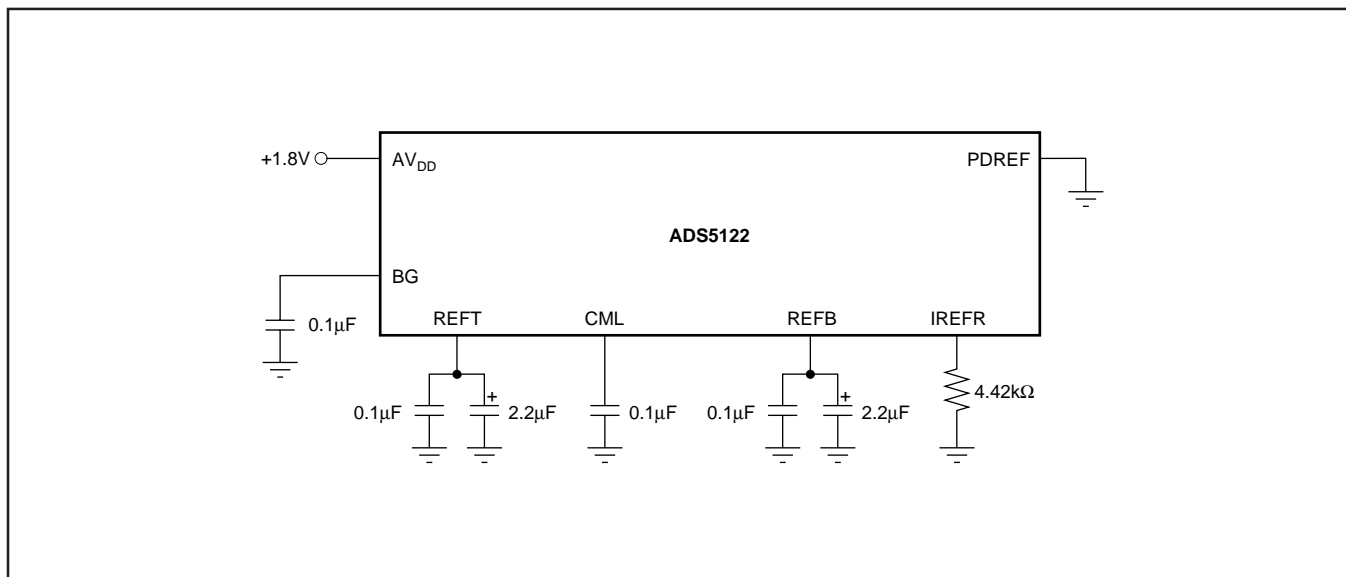 +1.8V
AVDD
PDREF
ADS5122
BG
0.1µF
REFT
CML
REFB
IREFR
0.1µF
+
2.2µF
0.1µF
0.1µF
+
2.2µF
4.42kΩ